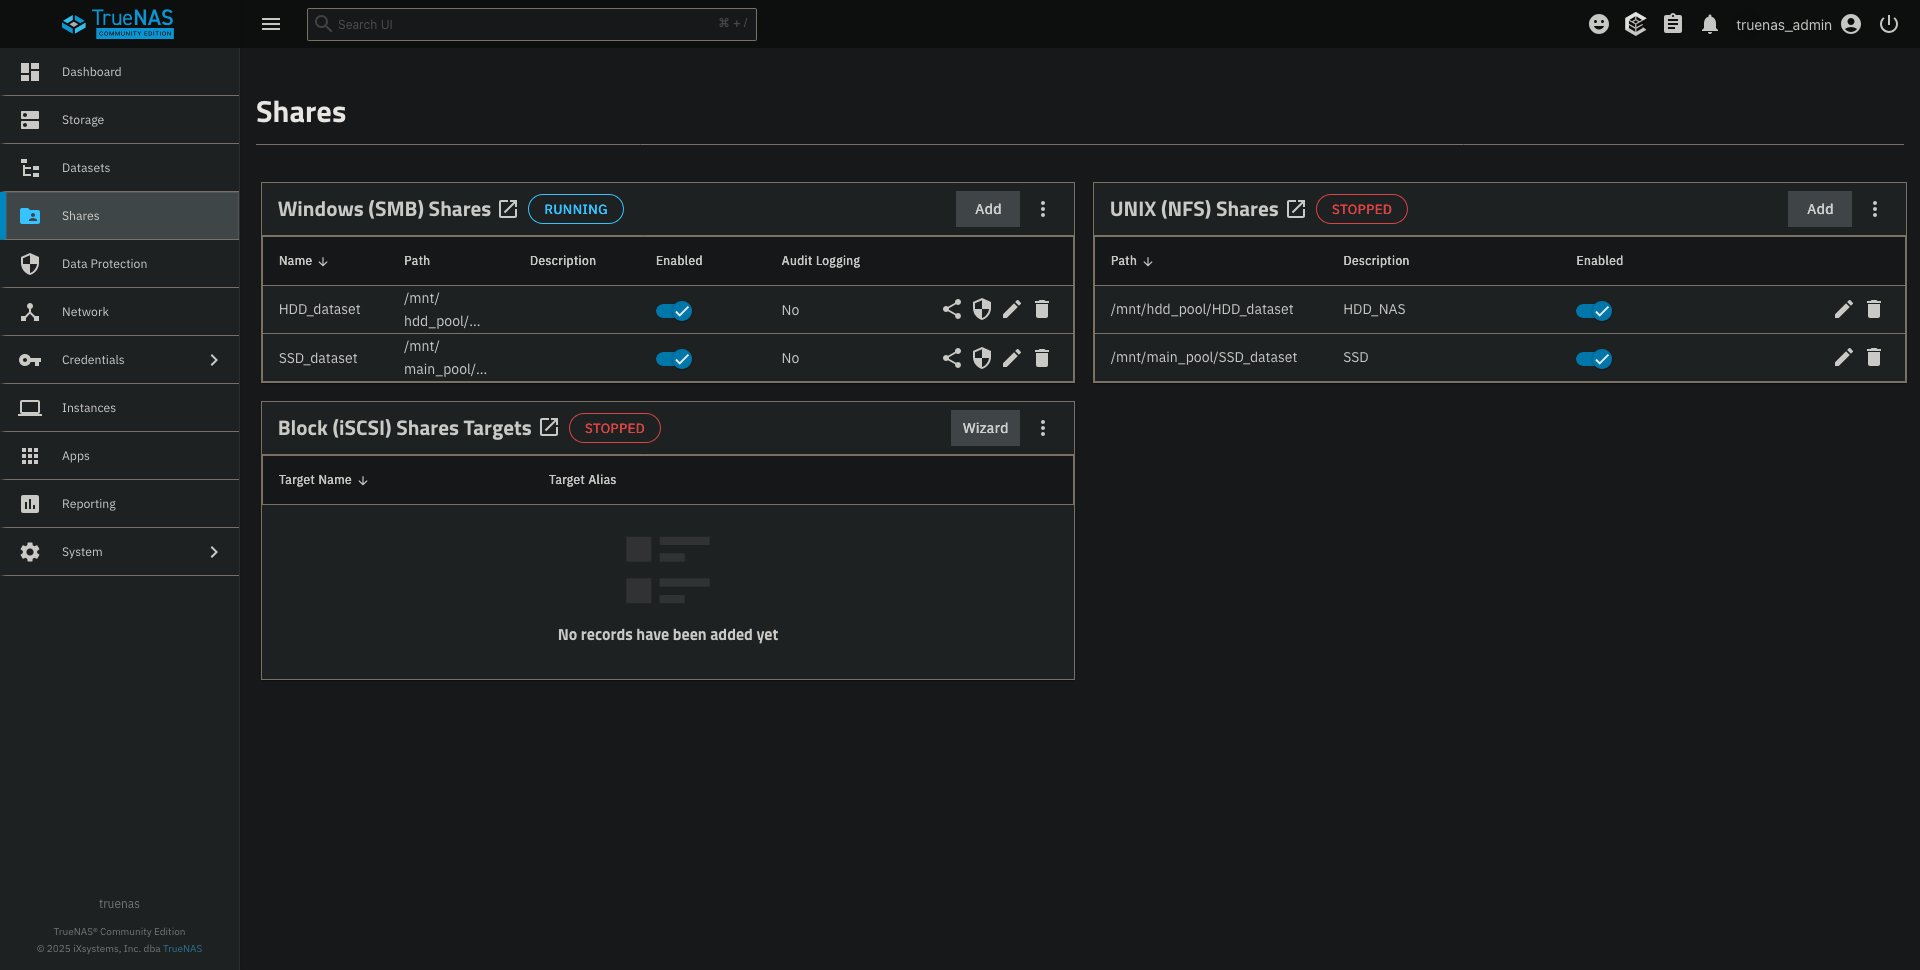 TrueNAS
COMMUNITY EDITION
Search UI
⌘ + /
truenas_admin
Dashboard
Storage
Datasets
Shares
Data Protection
Network
Credentials
Instances
Apps
Reporting
System
truenas
TrueNAS® Community Edition
© 2025 iXsystems, Inc. dba TrueNAS
Shares
Windows (SMB) Shares RUNNING Add
Name Path Description Enabled Audit Logging
HDD_dataset /mnt/ No
hdd_pool/...
SSD_dataset /mnt/ No
main_pool/...
UNIX (NFS) Shares STOPPED Add
Path Description Enabled
/mnt/hdd_pool/HDD_dataset HDD_NAS
/mnt/main_pool/SSD_dataset SSD
Block (iSCSI) Shares Targets STOPPED Wizard
Target Name Target Alias
No records have been added yet